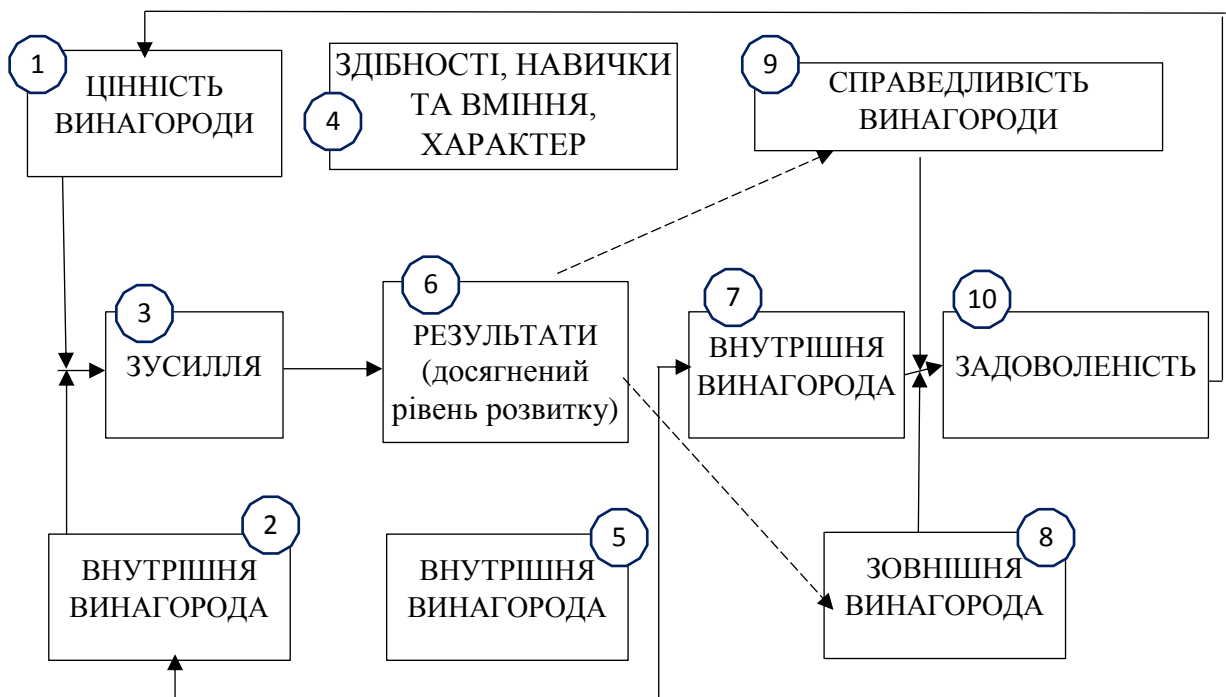 1
ЦІННІСТЬ
ВИНАГОРОДИ
4
ЗДІБНОСТІ, НАВИЧКИ
ТА ВМІННЯ,
ХАРАКТЕР
9
СПРАВЕДЛИВІСТЬ
ВИНАГОРОДИ
3
ЗУСИЛЛЯ
6
РЕЗУЛЬТАТИ
(досягнений
рівень розвитку)
7
ВНУТРІШНЯ
ВИНАГОРОДА
10
ЗАДОВОЛЕНІСТЬ
2
ВНУТРІШНЯ
ВИНАГОРОДА
5
ВНУТРІШНЯ
ВИНАГОРОДА
8
ЗОВНІШНЯ
ВИНАГОРОДА